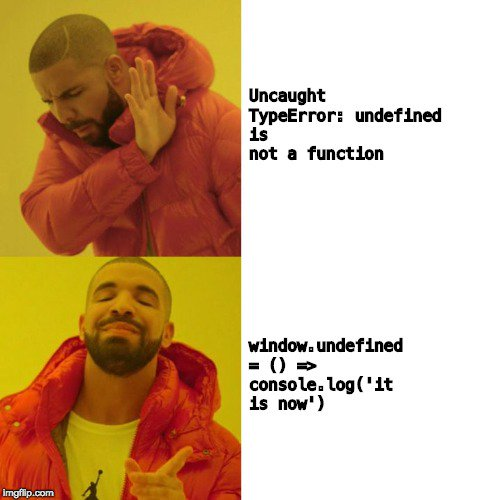 Uncaught
TypeError: undefined
is
not a function
window.undefined
= () =>
console.log('it
is now')
imgflip.com